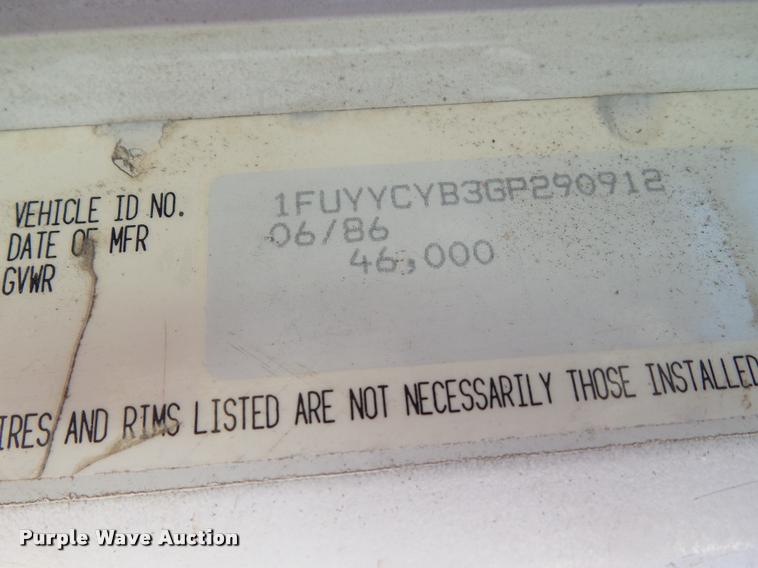 VEHICLE ID NO. 1FUYYCYB3GP290912
DATE OF MFR 06/86
GVWR 46,000
IRES AND RIMS LISTED ARE NOT NECESSARILY THOSE INSTALLED
Purple Wave Auction